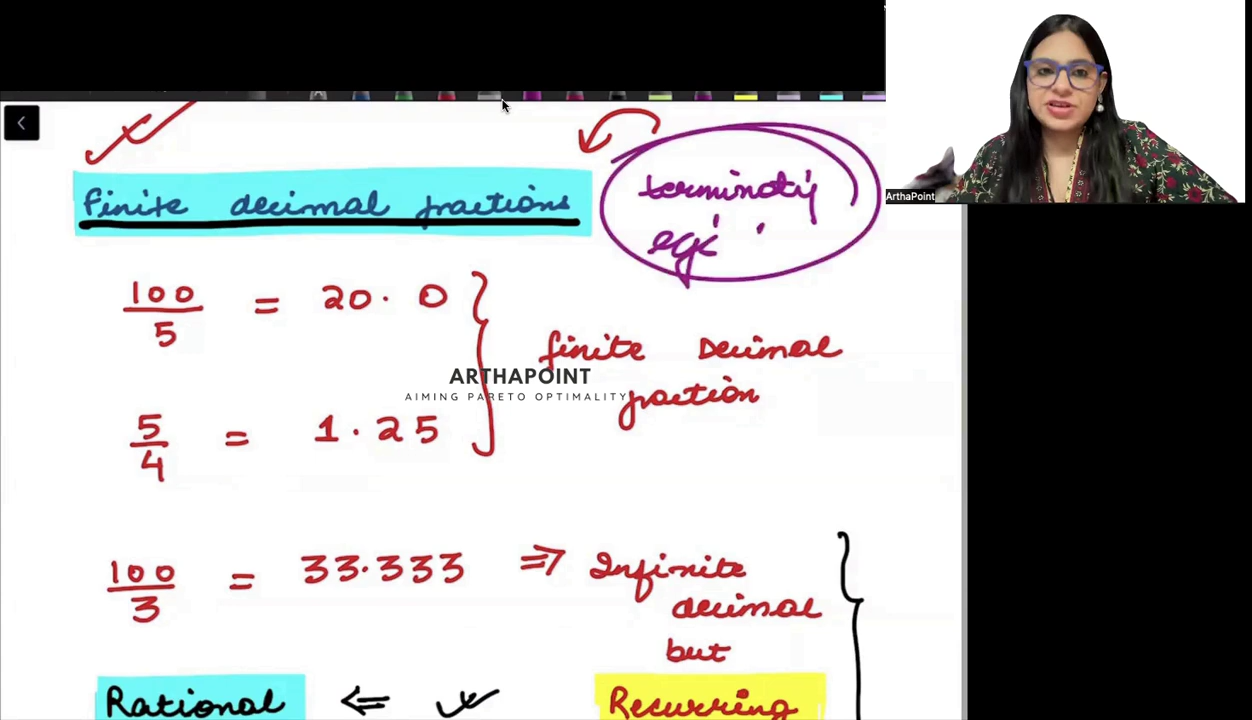 ArthaPoint
finite decimal fractions
100/5 = 20.0
finite Decimal
fraction
ARTHAPOINT
AIMING PARETO OPTIMALITY
5/4 = 1.25
100/3 = 33.333 ⇒ Infinite
decimal
but
Rational ⇐ Recurring